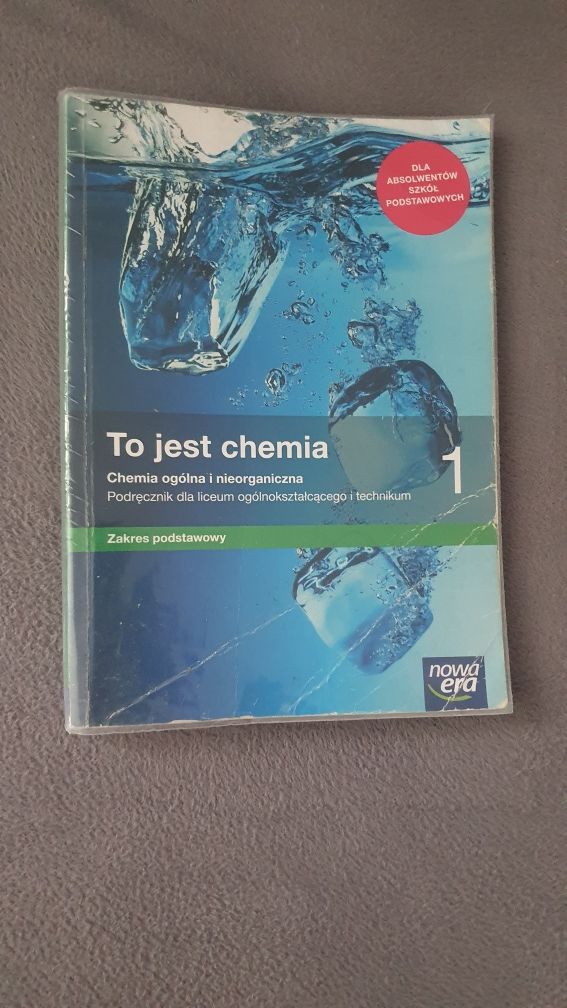 DLA
ABSOLWENTÓW
SZKÓŁ
PODSTAWOWYCH
To jest chemia
1
Chemia ogólna i nieorganiczna
Podręcznik dla liceum ogólnokształcącego i technikum
Zakres podstawowy
nowa
era